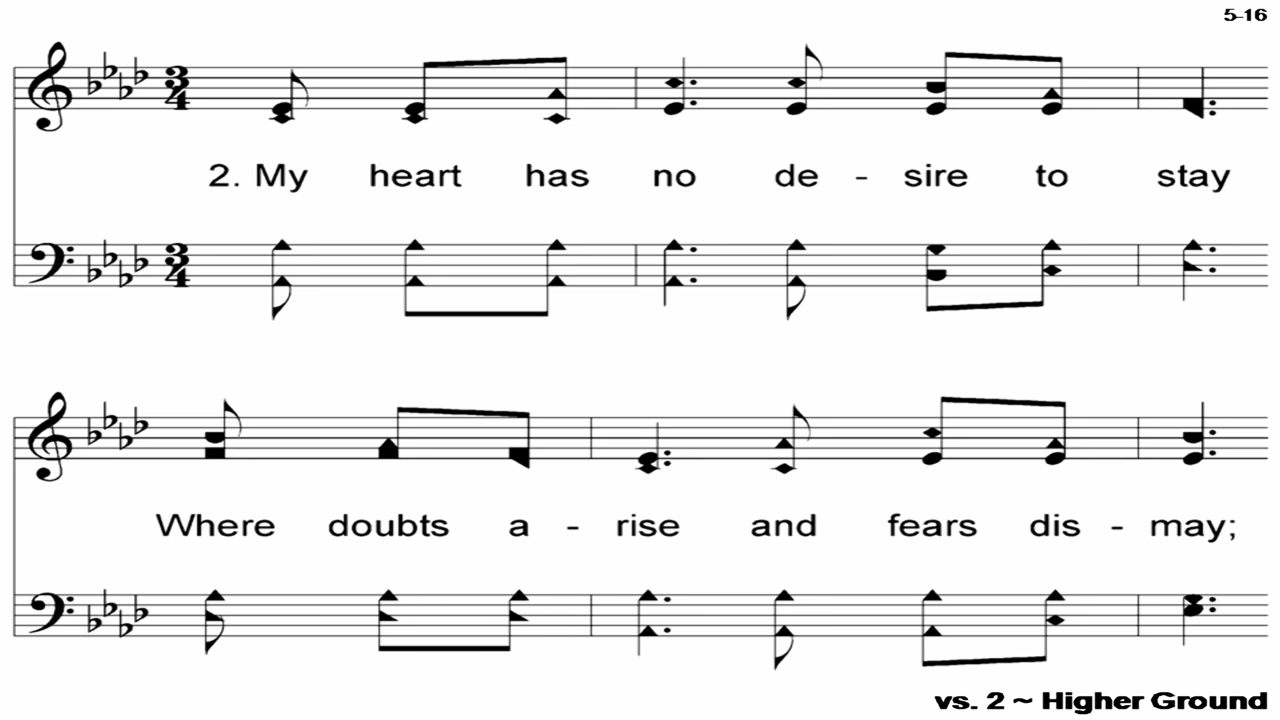 5-16
2. My heart has no de - sire to stay
Where doubts a - rise and fears dis - may;
vs. 2 ~ Higher Ground